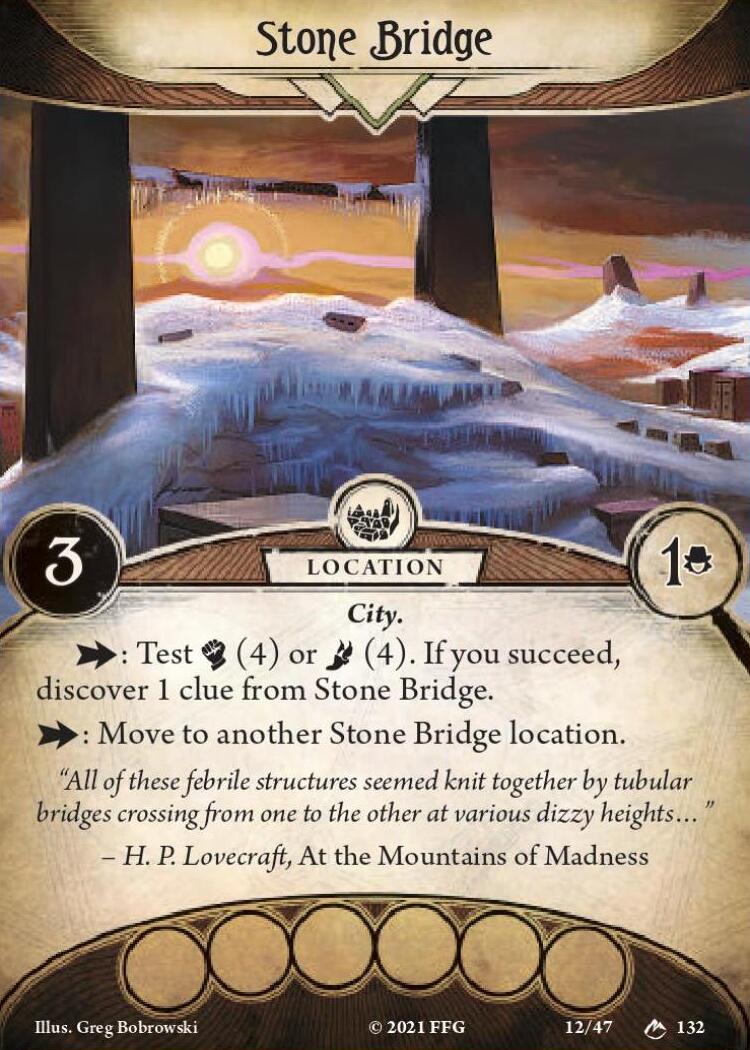 Stone Bridge
3
LOCATION
1
City.
: Test (4) or (4). If you succeed,
discover 1 clue from Stone Bridge.
: Move to another Stone Bridge location.
“All of these febrile structures seemed knit together by tubular
bridges crossing from one to the other at various dizzy heights… ”
– H. P. Lovecraft, At the Mountains of Madness
Illus. Greg Bobrowski © 2021 FFG 12/47 132